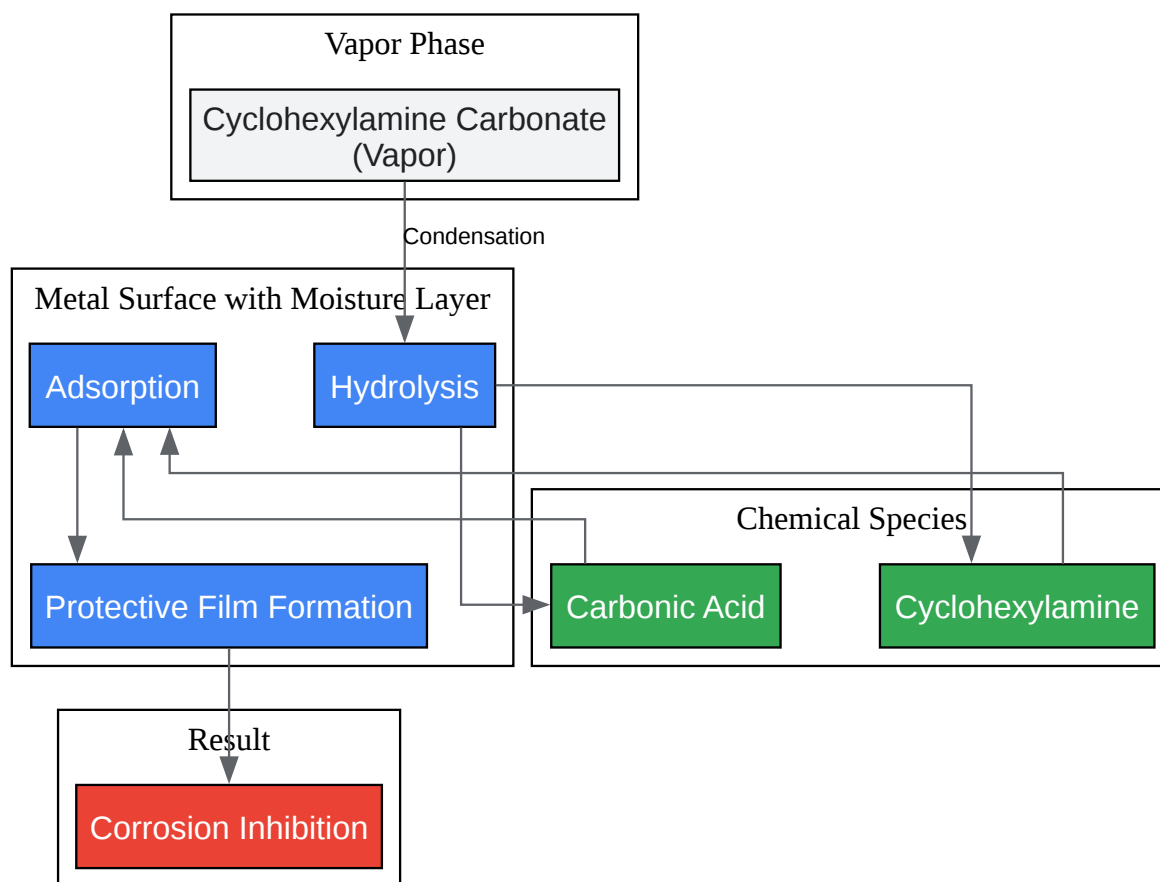 Vapor Phase
Cyclohexylamine Carbonate
(Vapor)
Condensation
Metal Surface with Moisture Layer
Adsorption
Hydrolysis
Chemical Species
Protective Film Formation
Carbonic Acid
Cyclohexylamine
Result
Corrosion Inhibition